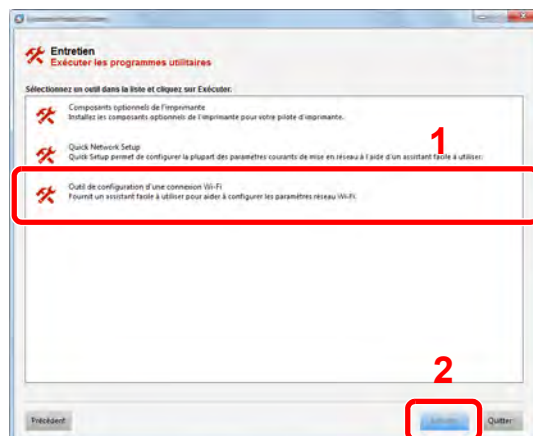 Entretien
Exécuter les programmes utilitaires
Sélectionnez un outil dans la liste et cliquez sur Exécuter.
Composants optionnels de l'imprimante
Installez les composants optionnels de l'imprimante pour votre pilote d'imprimante.
1
Quick Network Setup
Quick Setup permet de configurer la plupart des paramètres courants de mise en réseau à l'aide d'un assistant facile à utiliser.
Outil de configuration d'une connexion Wi-Fi
Fournit un assistant facile à utiliser pour aider à configurer les paramètres réseau Wi-Fi.
2
Précédent
Quitter